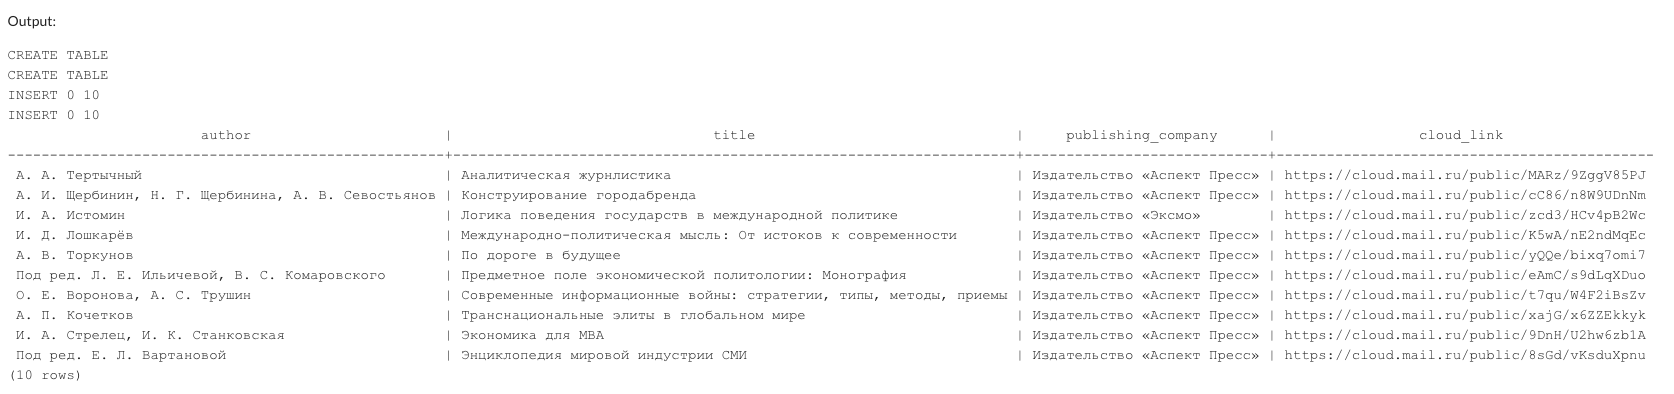 Output:
CREATE TABLE
CREATE TABLE
INSERT 0 10
INSERT 0 10
author | title | publishing_company | cloud_link
----------------------------------------------------+-------------------------------------------------------------------+------------------------------+---------------------------------------------
А. А. Тертычный | Аналитическая журнлистика | Издательство «Аспект Пресс» | https://cloud.mail.ru/public/MARz/9ZggV85PJ
А. И. Щербинин, Н. Г. Щербинина, А. В. Севостьянов | Конструирование городабренда | Издательство «Аспект Пресс» | https://cloud.mail.ru/public/cC86/n8W9UDnNm
И. А. Истомин | Логика поведения государств в международной политике | Издательство «Эксмо» | https://cloud.mail.ru/public/zcd3/HCv4pB2Wc
И. Д. Лошкарёв | Международно-политическая мысль: От истоков к современности | Издательство «Аспект Пресс» | https://cloud.mail.ru/public/K5wA/nE2ndMqEc
А. В. Торкунов | По дороге в будущее | Издательство «Аспект Пресс» | https://cloud.mail.ru/public/yQQe/bixq7omi7
Под ред. Л. Е. Ильичевой, В. С. Комаровского | Предметное поле экономической политологии: Монография | Издательство «Аспект Пресс» | https://cloud.mail.ru/public/eAmC/s9dLqXDuo
О. Е. Воронова, А. С. Трушин | Современные информационные войны: стратегии, типы, методы, приемы | Издательство «Аспект Пресс» | https://cloud.mail.ru/public/t7qu/W4F2iBsZv
А. П. Кочетков | Транснациональные элиты в глобальном мире | Издательство «Аспект Пресс» | https://cloud.mail.ru/public/xajG/x6ZZEkkyk
И. А. Стрелец, И. К. Станковская | Экономика для МВА | Издательство «Аспект Пресс» | https://cloud.mail.ru/public/9DnH/U2hw6zb1A
Под ред. Е. Л. Вартановой | Энциклопедия мировой индустрии СМИ | Издательство «Аспект Пресс» | https://cloud.mail.ru/public/8sGd/vKsduXpnu
(10 rows)